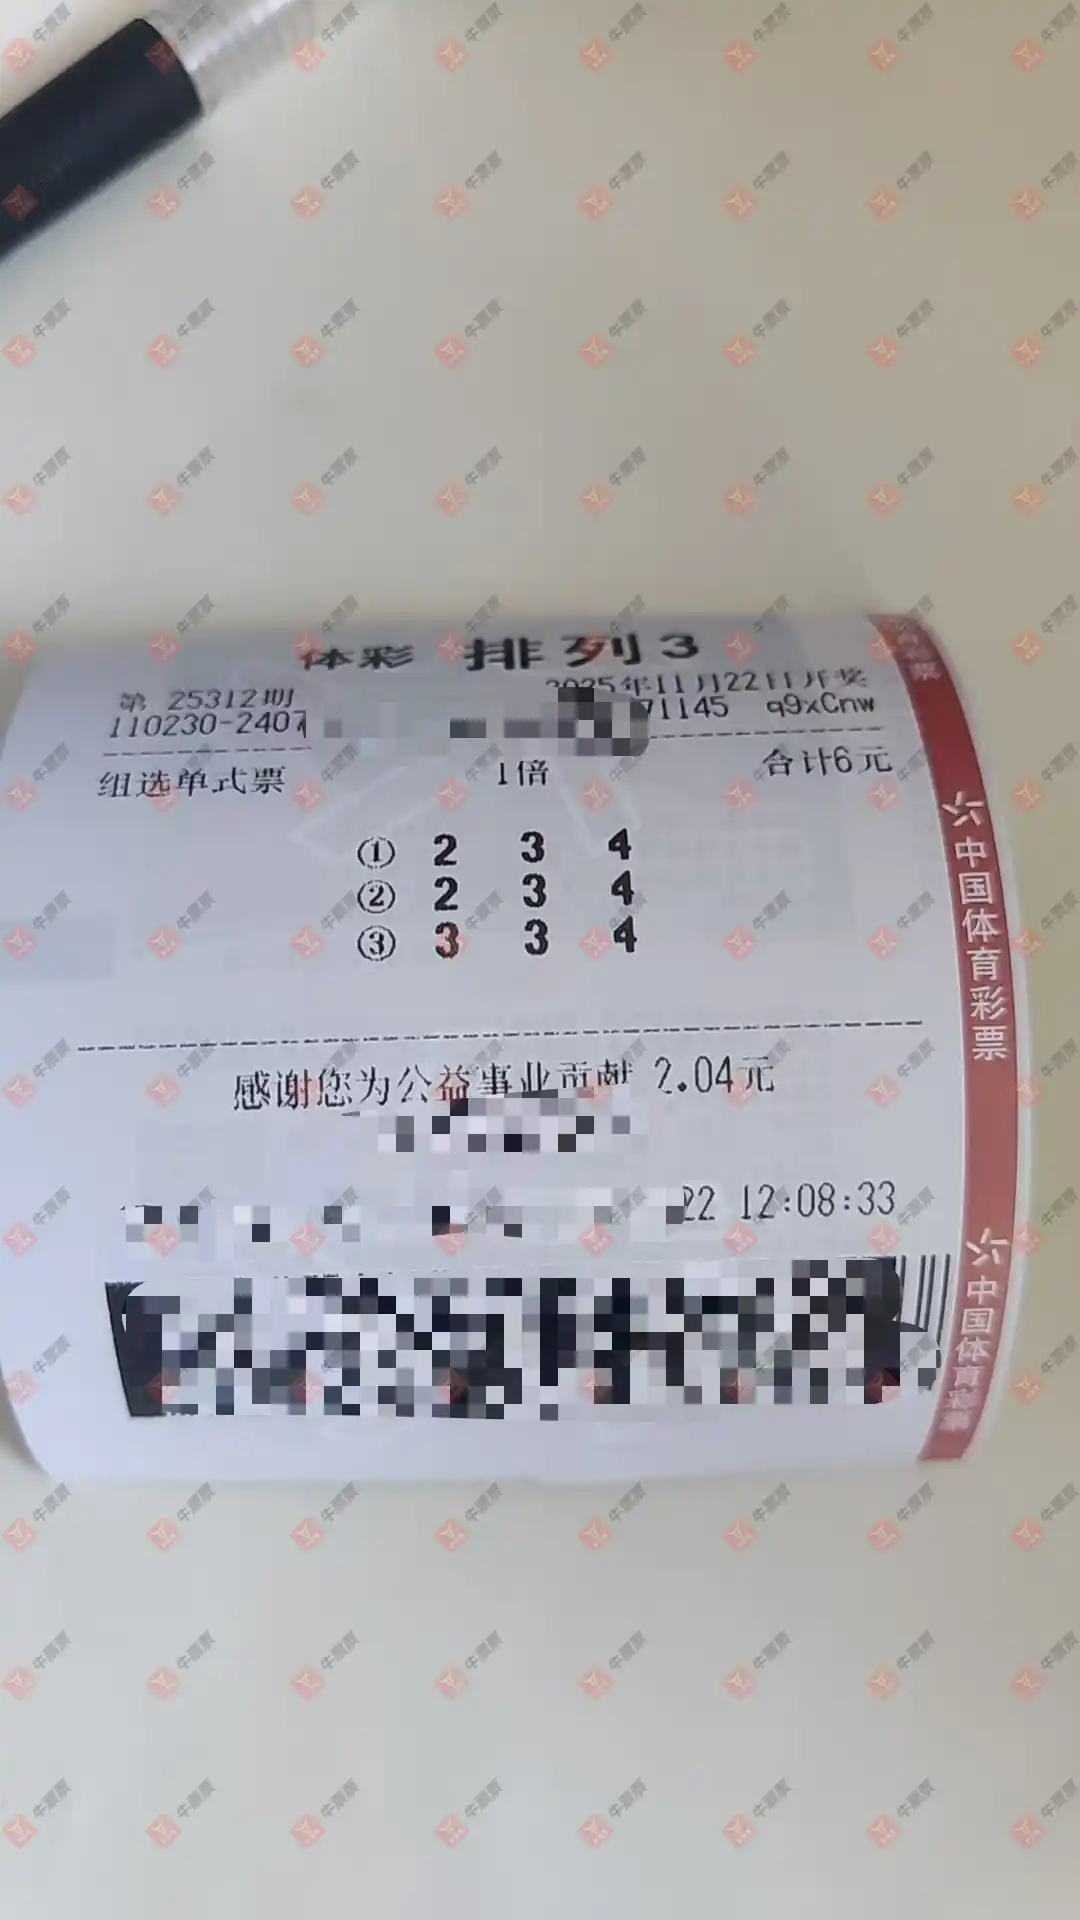 体彩 排列3
第 25312期 2025年11月22日开奖
110230-2407 71145 q9xCnw
组选单式票 1倍 合计6元
① 2 3 4
② 2 3 4
③ 3 3 4
感谢您为公益事业贡献 2.04元
22 12:08:33
中国体育彩票
中国体育彩票
牛票票